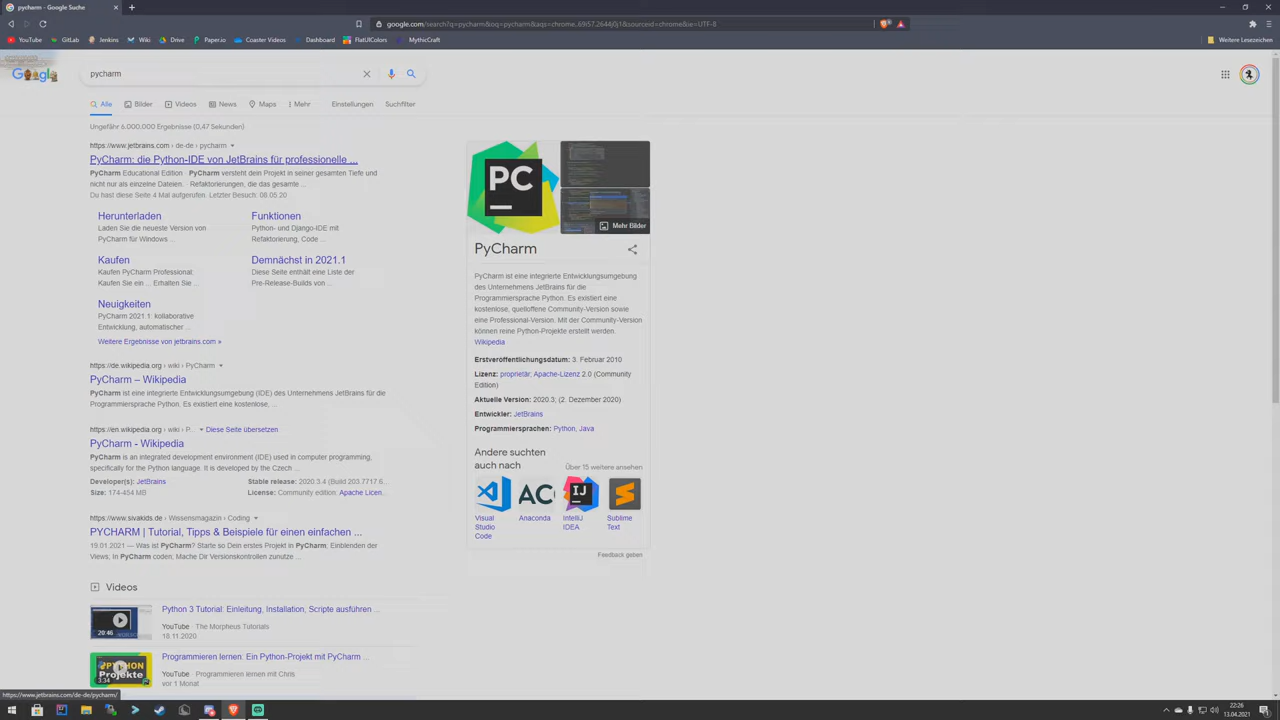 pycharm - Google Suche
google.com/search?q=pycharm&oq=pycharm&aqs=chrome..69i57.2644j0j1&sourceid=chrome&ie=UTF-8
YouTube
GitLab
Jenkins
Wiki
Drive
Paper.io
Coaster Videos
Dashboard
FlatUIColors
MythicCraft
Weitere Lesezeichen
pycharm
Alle
Bilder
Videos
News
Maps
Mehr
Einstellungen
Suchfilter
Ungefähr 6.000.000 Ergebnisse (0,47 Sekunden)
https://www.jetbrains.com › de-de › pycharm
PyCharm: die Python-IDE von JetBrains für professionelle ...
PyCharm Educational Edition · PyCharm versteht dein Projekt in seiner gesamten Tiefe und
nicht nur als einzelne Dateien. · Refaktorierungen, die das gesamte ...
Du hast diese Seite 4 Mal aufgerufen. Letzter Besuch: 08.05.20
Herunterladen
Laden Sie die neueste Version von
PyCharm für Windows ...
Funktionen
Python- und Django-IDE mit
Refaktorierung, Code ...
Kaufen
Kaufen PyCharm Professional:
Kaufen Sie ein ... Erhalten Sie ...
Demnächst in 2021.1
Diese Seite enthält eine Liste der
Pre-Release-Builds von ...
Neuigkeiten
PyCharm 2021.1: kollaborative
Entwicklung, automatischer ...
Weitere Ergebnisse von jetbrains.com »
https://de.wikipedia.org › wiki › PyCharm
PyCharm – Wikipedia
PyCharm ist eine integrierte Entwicklungsumgebung (IDE) des Unternehmens JetBrains für die
Programmiersprache Python. Es existiert eine kostenlose, ...
https://en.wikipedia.org › wiki › P... Diese Seite übersetzen
PyCharm - Wikipedia
PyCharm is an integrated development environment (IDE) used in computer programming,
specifically for the Python language. It is developed by the Czech ...
Developer(s): JetBrains
Stable release: 2020.3.4 (Build 203.7717.6...
Size: 174-454 MB
License: Community edition: Apache Licen...
https://www.sivakids.de › Wissensmagazin › Coding
PYCHARM | Tutorial, Tipps & Beispiele für einen einfachen ...
19.01.2021 — Was ist PyCharm? Starte so Dein erstes Projekt in PyCharm; Einblenden der
Views; In PyCharm coden; Mache Dir Versionskontrollen zunutze ...
Videos
20:46
Python 3 Tutorial: Einleitung, Installation, Scripte ausführen ...
YouTube · The Morpheus Tutorials
18.11.2020
PYTHON
Projekte
3:34
Programmieren lernen: Ein Python-Projekt mit PyCharm ...
YouTube · Programmieren lernen mit Chris
vor 1 Monat
PC
Mehr Bilder
PyCharm
PyCharm ist eine integrierte Entwicklungsumgebung
des Unternehmens JetBrains für die
Programmiersprache Python. Es existiert eine
kostenlose, quelloffene Community-Version sowie
eine Professional-Version. Mit der Community-Version
können reine Python-Projekte erstellt werden.
Wikipedia
Erstveröffentlichungsdatum: 3. Februar 2010
Lizenz: proprietär; Apache-Lizenz 2.0 (Community
Edition)
Aktuelle Version: 2020.3; (2. Dezember 2020)
Entwickler: JetBrains
Programmiersprachen: Python, Java
Andere suchten
auch nach
Über 15 weitere ansehen
AC
IJ
Visual
Studio
Code
Anaconda
IntelliJ
IDEA
Sublime
Text
Feedback geben
https://www.jetbrains.com/de-de/pycharm/
22:26
13.04.2021